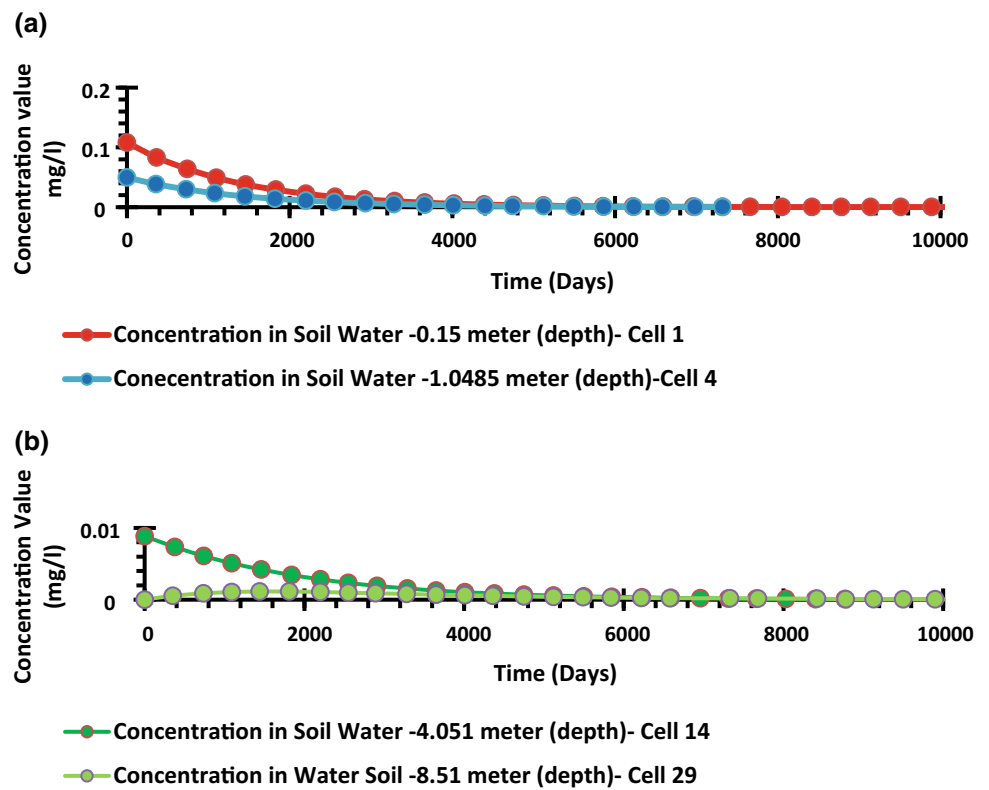 (a)
Concentration value
mg/l)
0.2
0.1
0
0
2000
4000
6000
8000
10000
Time (Days)
Concentration in Soil Water -0.15 meter (depth)- Cell 1
Conecentration in Soil Water -1.0485 meter (depth)-Cell 4
(b)
Concentration Value
(mg/l)
0.01
0
0
2000
4000
6000
8000
10000
Time (Days)
Concentration in Soil Water -4.051 meter (depth)- Cell 14
Concentration in Water Soil -8.51 meter (depth)- Cell 29